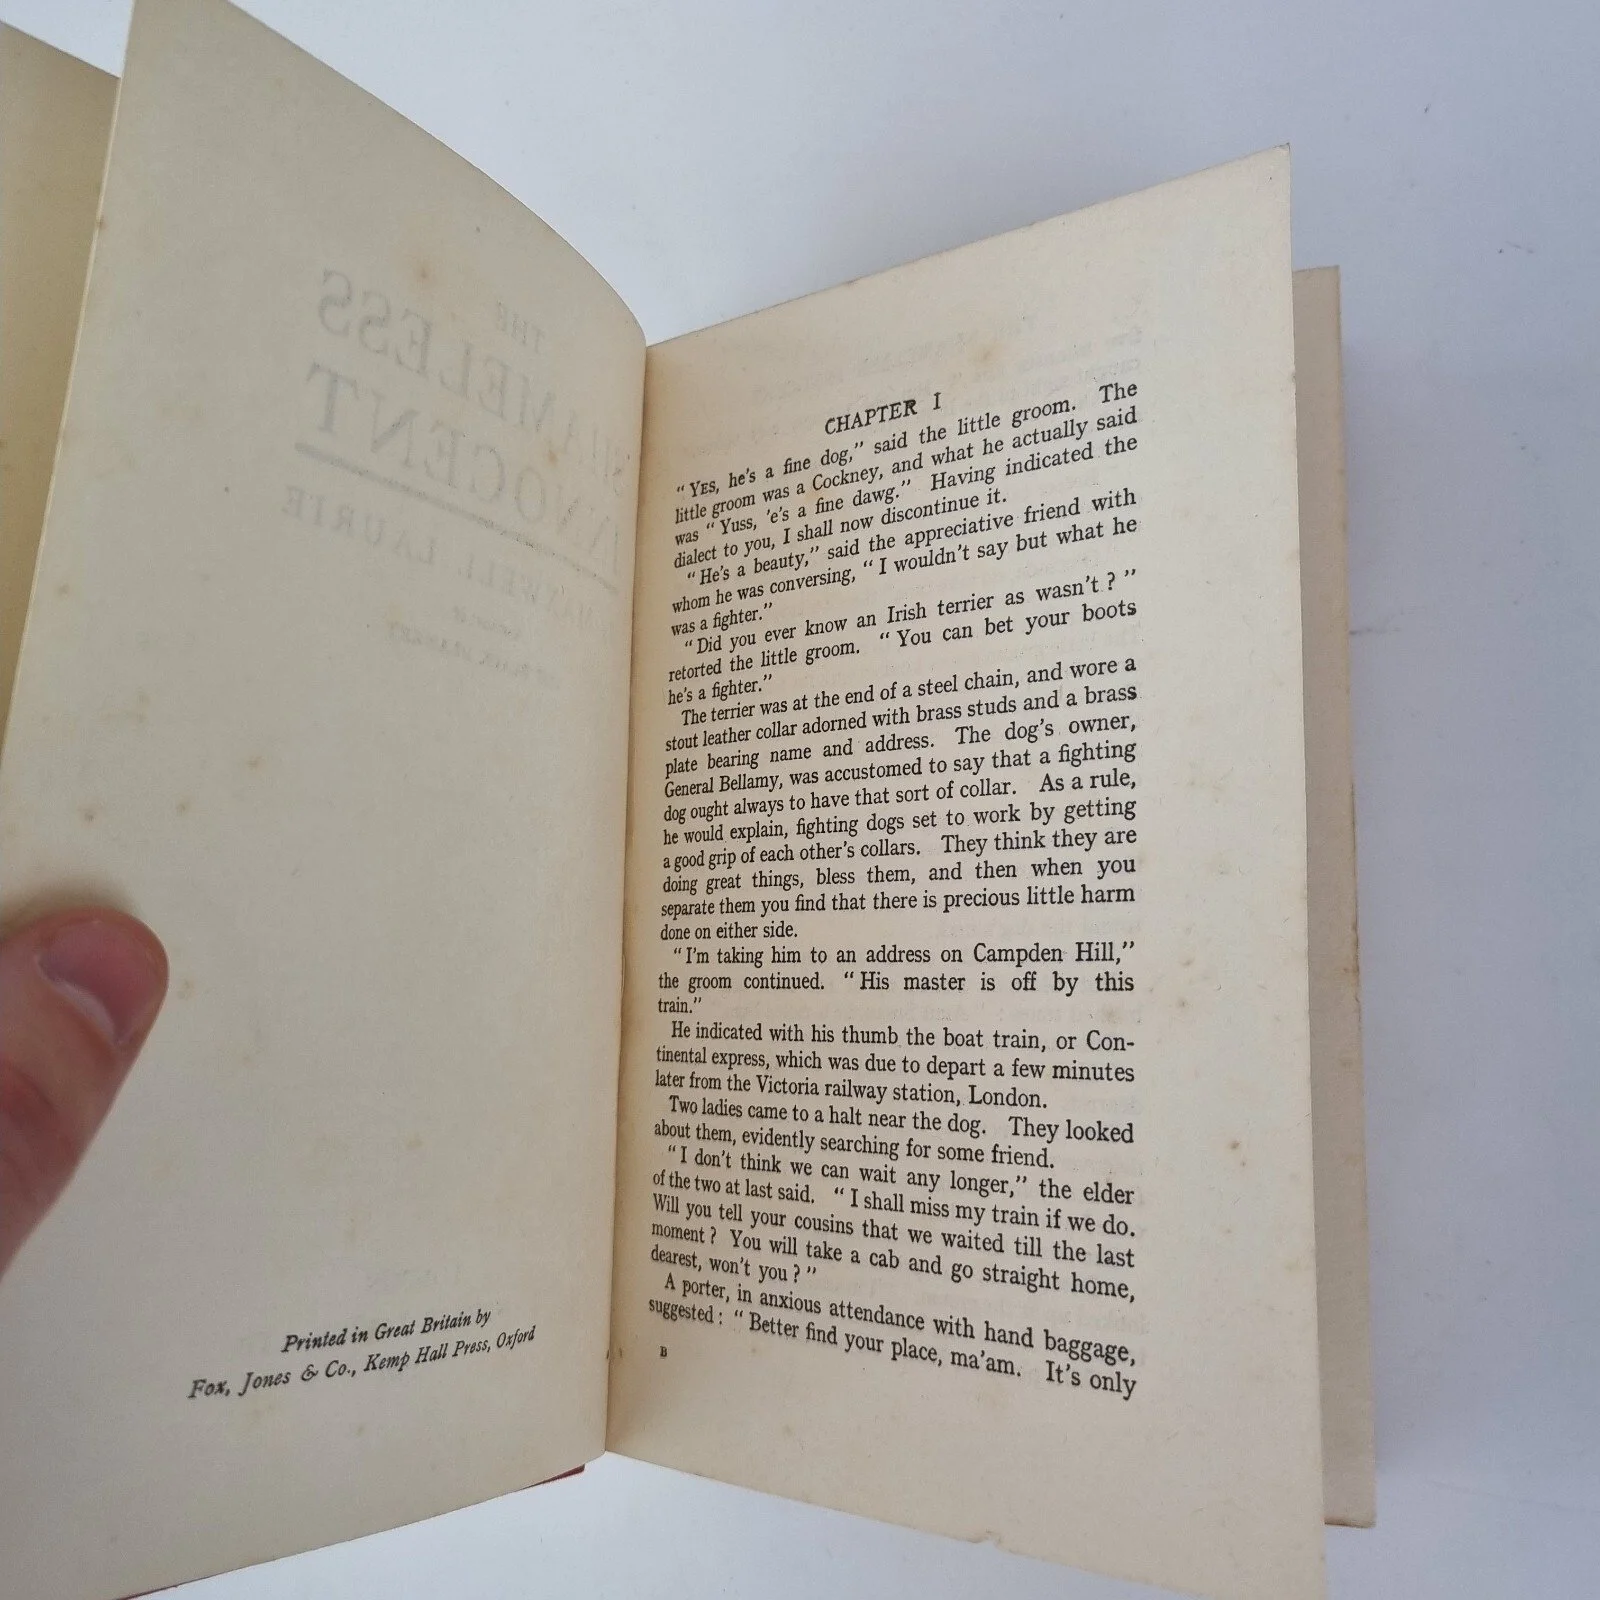 Printed in Great Britain by
Fox, Jones & Co., Kemp Hall Press, Oxford
CHAPTER I
“YES, he's a fine dog,” said the little groom. The
little groom was a Cockney, and what he actually said
was “Yuss, 'e's a fine dawg.” Having indicated the
dialect to you, I shall now discontinue it.
“He's a beauty,” said the appreciative friend with
whom he was conversing, “I wouldn't say but what he
was a fighter.”
“Did you ever know an Irish terrier as wasn't?”
retorted the little groom. “You can bet your boots
he's a fighter.”
The terrier was at the end of a steel chain, and wore a
stout leather collar adorned with brass studs and a brass
plate bearing name and address. The dog's owner,
General Bellamy, was accustomed to say that a fighting
dog ought always to have that sort of collar. As a rule,
he would explain, fighting dogs set to work by getting
a good grip of each other's collars. They think they are
doing great things, bless them, and then when you
separate them you find that there is precious little harm
done on either side.
“I'm taking him to an address on Campden Hill,”
the groom continued. “His master is off by this
train.”
He indicated with his thumb the boat train, or Con-
tinental express, which was due to depart a few minutes
later from the Victoria railway station, London.
Two ladies came to a halt near the dog. They looked
about them, evidently searching for some friend.
“I don't think we can wait any longer,” the elder
of the two at last said. “I shall miss my train if we do.
Will you tell your cousins that we waited till the last
moment? You will take a cab and go straight home,
dearest, won't you?”
A porter, in anxious attendance with hand baggage,
suggested: “Better find your place, ma'am. It's only
B